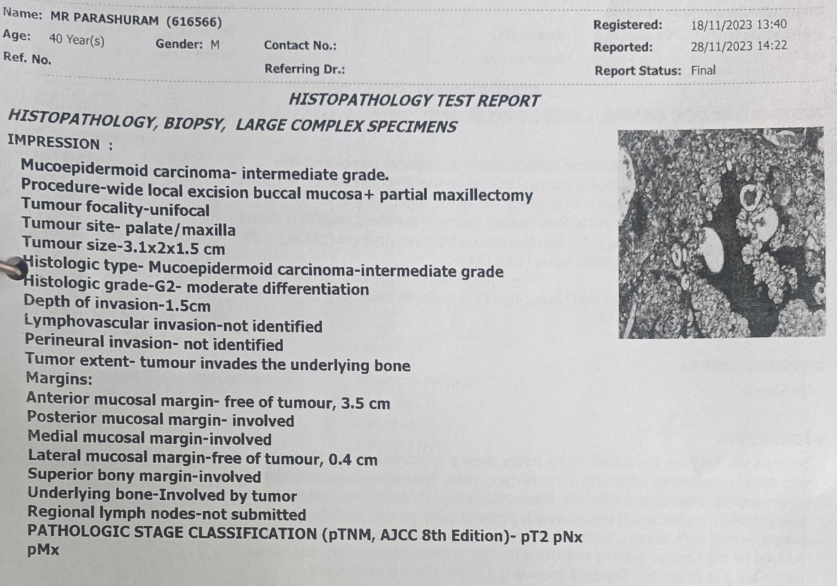 Name: MR PARASHURAM (616566)
Registered: 18/11/2023 13:40
Age: 40 Year(s) Gender: M Contact No.: Reported: 28/11/2023 14:22
Ref. No. Referring Dr.: Report Status: Final
HISTOPATHOLOGY TEST REPORT
HISTOPATHOLOGY, BIOPSY, LARGE COMPLEX SPECIMENS
IMPRESSION :
Mucoepidermoid carcinoma- intermediate grade.
Procedure-wide local excision buccal mucosa+ partial maxillectomy
Tumour focality-unifocal
Tumour site- palate/maxilla
Tumour size-3.1x2x1.5 cm
Histologic type- Mucoepidermoid carcinoma-intermediate grade
Histologic grade-G2- moderate differentiation
Depth of invasion-1.5cm
Lymphovascular invasion-not identified
Perineural invasion- not identified
Tumor extent- tumour invades the underlying bone
Margins:
Anterior mucosal margin- free of tumour, 3.5 cm
Posterior mucosal margin- involved
Medial mucosal margin-involved
Lateral mucosal margin-free of tumour, 0.4 cm
Superior bony margin-involved
Underlying bone-Involved by tumor
Regional lymph nodes-not submitted
PATHOLOGIC STAGE CLASSIFICATION (pTNM, AJCC 8th Edition)- pT2 pNx
pMx